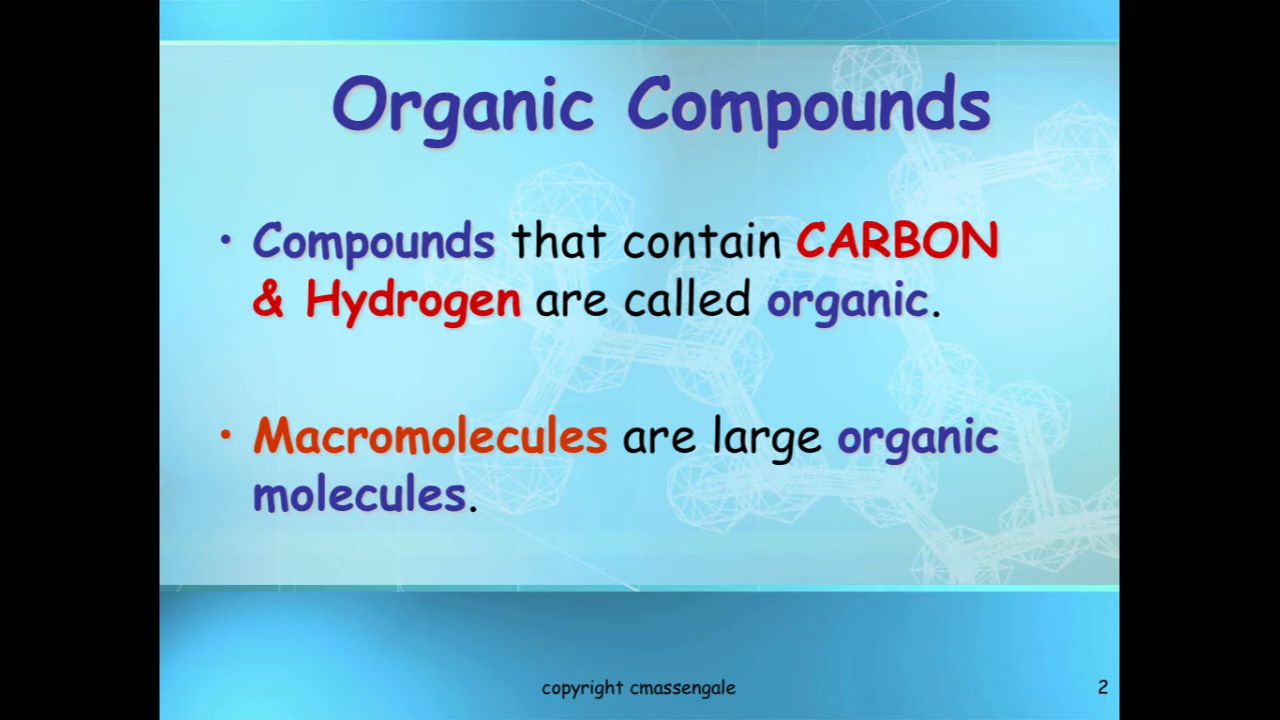 Organic Compounds
• Compounds that contain CARBON
& Hydrogen are called organic.
• Macromolecules are large organic
molecules.
copyright cmassengale
2